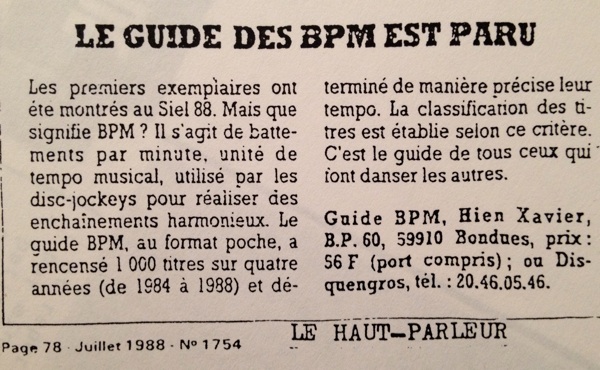 LE GUIDE DES BPM EST PARU
Les premiers exemplaires ont
été montrés au Siel 88. Mais que
signifie BPM ? Il s'agit de batte-
ments par minute, unité de
tempo musical, utilisé par les
disc-jockeys pour réaliser des
enchaînements harmonieux. Le
guide BPM, au format poche, a
rencensé 1 000 titres sur quatre
années (de 1984 à 1988) et dé-
terminé de manière précise leur
tempo. La classification des ti-
tres est établie selon ce critère.
C'est le guide de tous ceux qui
font danser les autres.
Guide BPM, Hien Xavier,
B.P. 60, 59910 Bondues, prix :
56 F (port compris) ; ou Dis-
quengros, tél. : 20.46.05.46.
LE HAUT-PARLEUR
Page 78 - Juillet 1988 - Nº 1754